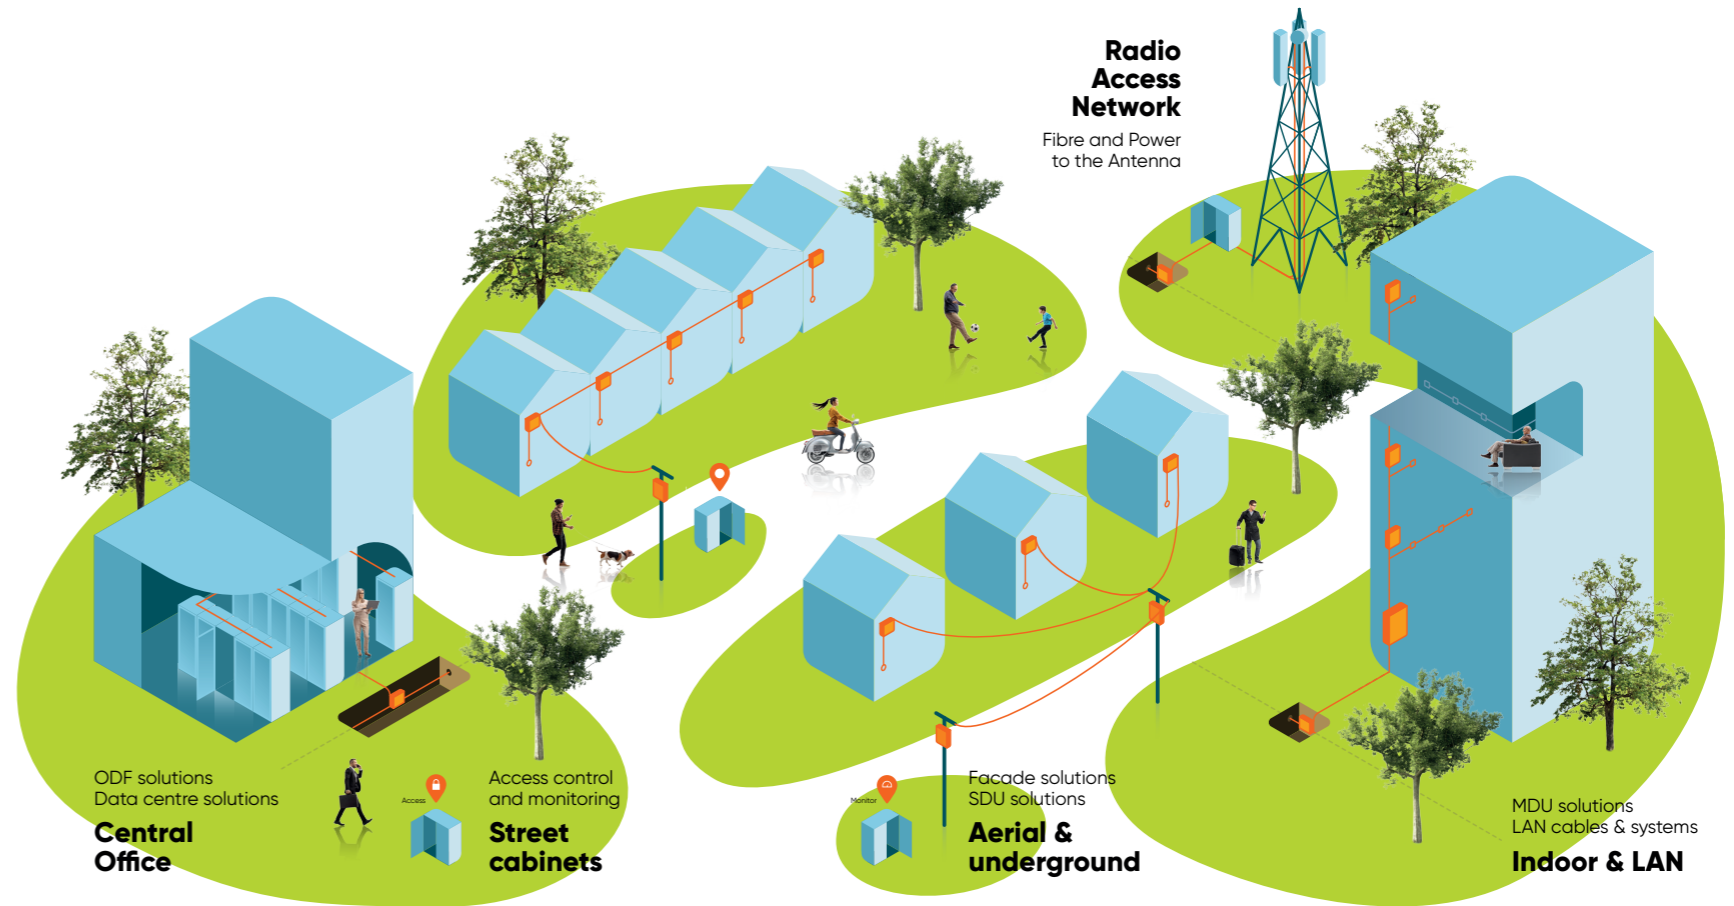 Radio
Access
Network
Fibre and Power
to the Antenna
ODF solutions
Data centre solutions
Central
Office
Access
Access control
and monitoring
Street
cabinets
Monitor
Facade solutions
SDU solutions
Aerial &
underground
MDU solutions
LAN cables & systems
Indoor & LAN